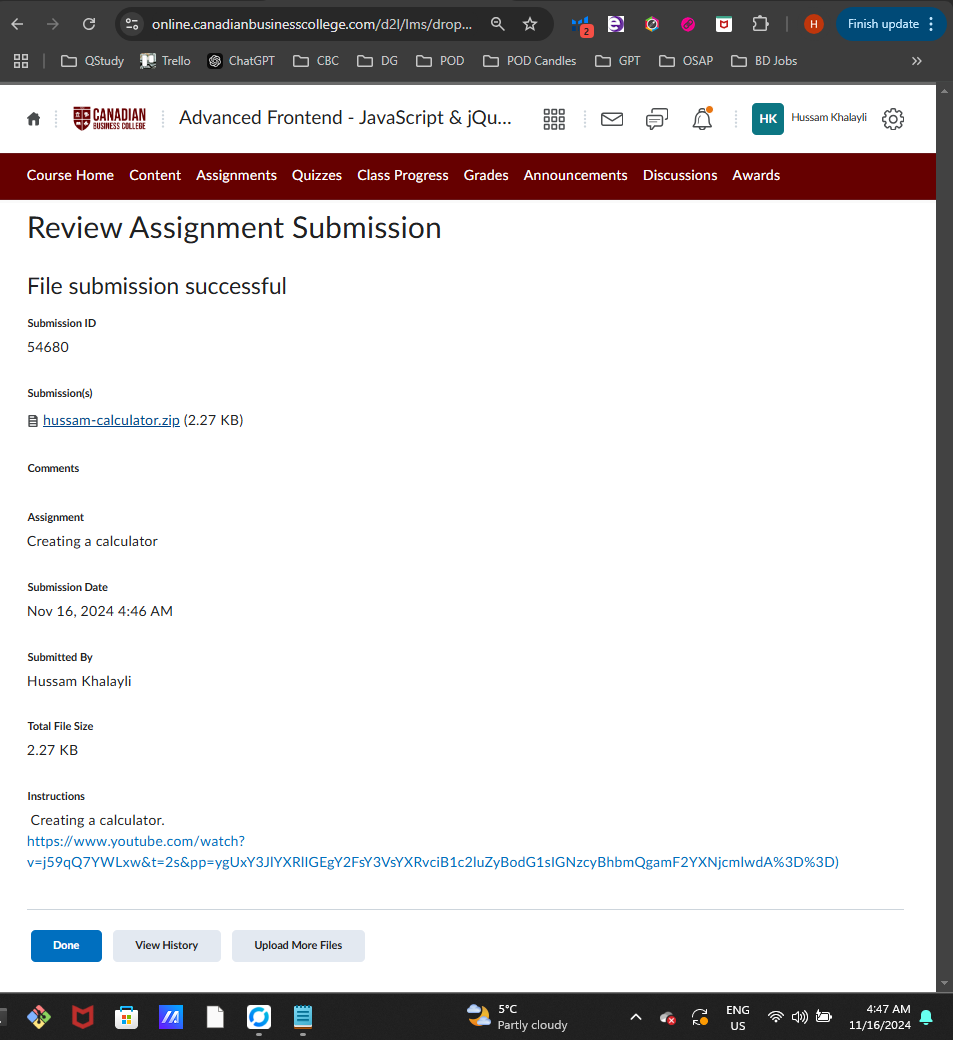 online.canadianbusinesscollege.com/d2l/lms/drop...
2
H
Finish update
QStudy
Trello
ChatGPT
CBC
DG
POD
POD Candles
GPT
OSAP
BD Jobs
CANADIAN
BUSINESS COLLEGE
Advanced Frontend - JavaScript & jQu...
HK
Hussam Khalayli
Course Home
Content
Assignments
Quizzes
Class Progress
Grades
Announcements
Discussions
Awards
Review Assignment Submission
File submission successful
Submission ID
54680
Submission(s)
hussam-calculator.zip (2.27 KB)
Comments
Assignment
Creating a calculator
Submission Date
Nov 16, 2024 4:46 AM
Submitted By
Hussam Khalayli
Total File Size
2.27 KB
Instructions
Creating a calculator.
https://www.youtube.com/watch?
v=j59qQ7YWLxw&t=2s&pp=ygUxY3JlYXRlIGEgY2FsY3VsYXRvciB1c2luZyBodG1sIGNzcyBhbmQgamF2YXNjcmlwdA%3D%3D)
Done
View History
Upload More Files
5°C
Partly cloudy
ENG
US
4:47 AM
11/16/2024